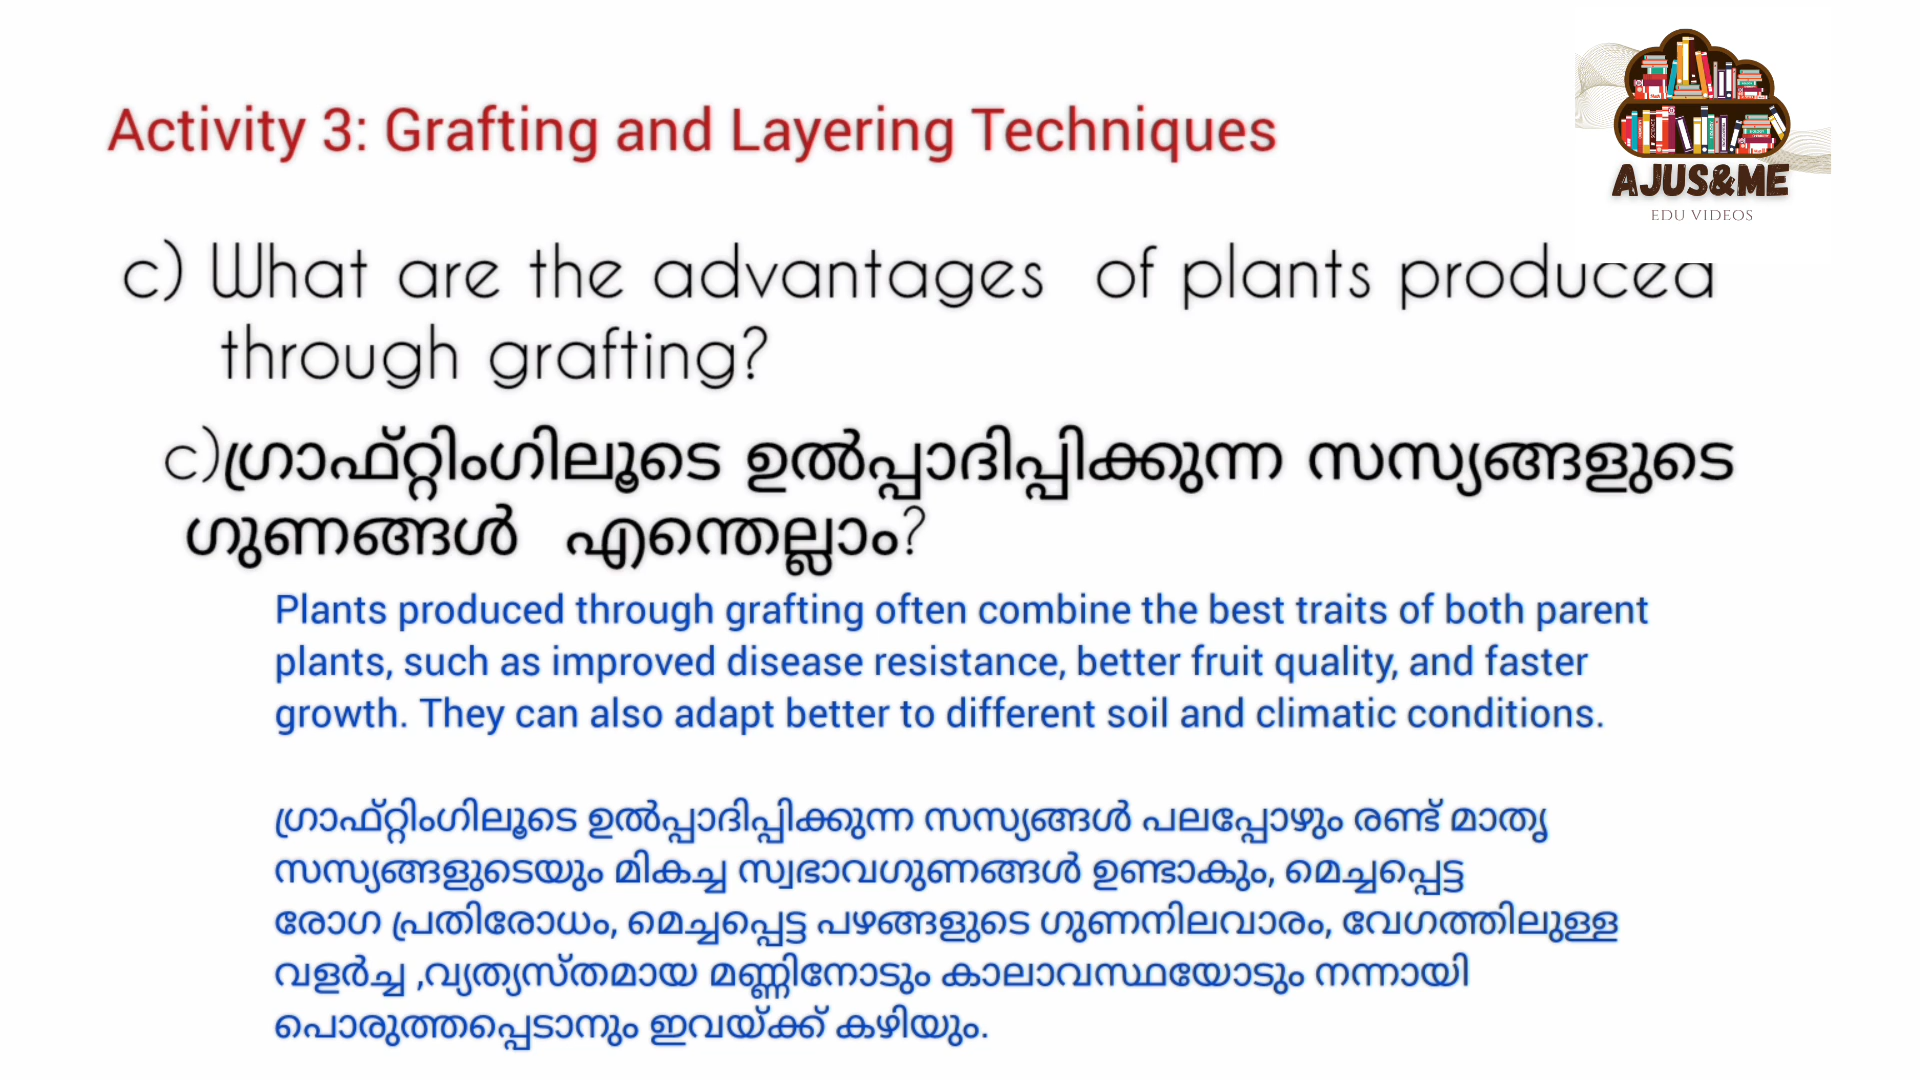 AJUS&ME
EDU VIDEOS
Activity 3: Grafting and Layering Techniques
c) What are the advantages of plants produced
through grafting?
c)ഗ്രാഫ്റ്റിംഗിലൂടെ ഉൽപ്പാദിപ്പിക്കുന്ന സസ്യങ്ങളുടെ
ഗുണങ്ങൾ എന്തെല്ലാം?
Plants produced through grafting often combine the best traits of both parent
plants, such as improved disease resistance, better fruit quality, and faster
growth. They can also adapt better to different soil and climatic conditions.
ഗ്രാഫ്റ്റിംഗിലൂടെ ഉൽപ്പാദിപ്പിക്കുന്ന സസ്യങ്ങൾ പലപ്പോഴും രണ്ട് മാതൃ
സസ്യങ്ങളുടെയും മികച്ച സ്വഭാവഗുണങ്ങൾ ഉണ്ടാകും, മെച്ചപ്പെട്ട
രോഗ പ്രതിരോധം, മെച്ചപ്പെട്ട പഴങ്ങളുടെ ഗുണനിലവാരം, വേഗത്തിലുള്ള
വളർച്ച ,വ്യത്യസ്തമായ മണ്ണിനോടും കാലാവസ്ഥയോടും നന്നായി
പൊരുത്തപ്പെടാനും ഇവയ്ക്ക് കഴിയും.